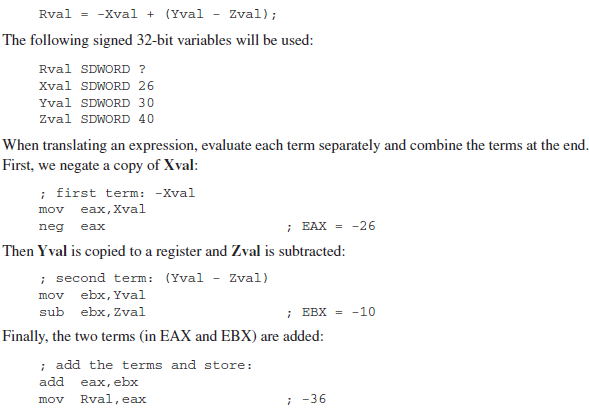 Rval = -Xval + (Yval - Zval);
The following signed 32-bit variables will be used:
Rval SDWORD ?
Xval SDWORD 26
Yval SDWORD 30
Zval SDWORD 40
When translating an expression, evaluate each term separately and combine the terms at the end.
First, we negate a copy of Xval:
; first term: -Xval
mov eax,Xval
neg eax ; EAX = -26
Then Yval is copied to a register and Zval is subtracted:
; second term: (Yval - Zval)
mov ebx,Yval
sub ebx,Zval ; EBX = -10
Finally, the two terms (in EAX and EBX) are added:
; add the terms and store:
add eax,ebx
mov Rval,eax ; -36